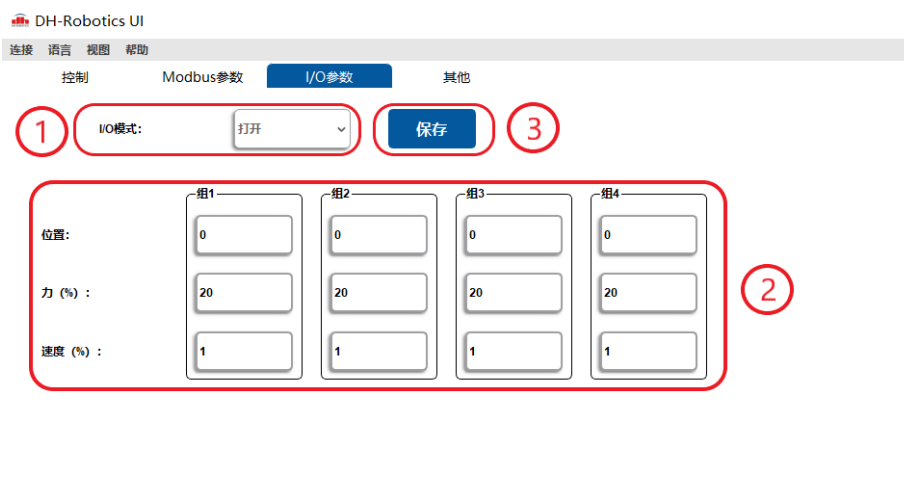 DH-Robotics UI
连接 语言 视图 帮助
控制 Modbus参数 I/O参数 其他
1 I/O模式: 打开 保存 3
组1 组2 组3 组4
位置: 0 0 0 0
力 (%) : 20 20 20 20
2
速度 (%) : 1 1 1 1